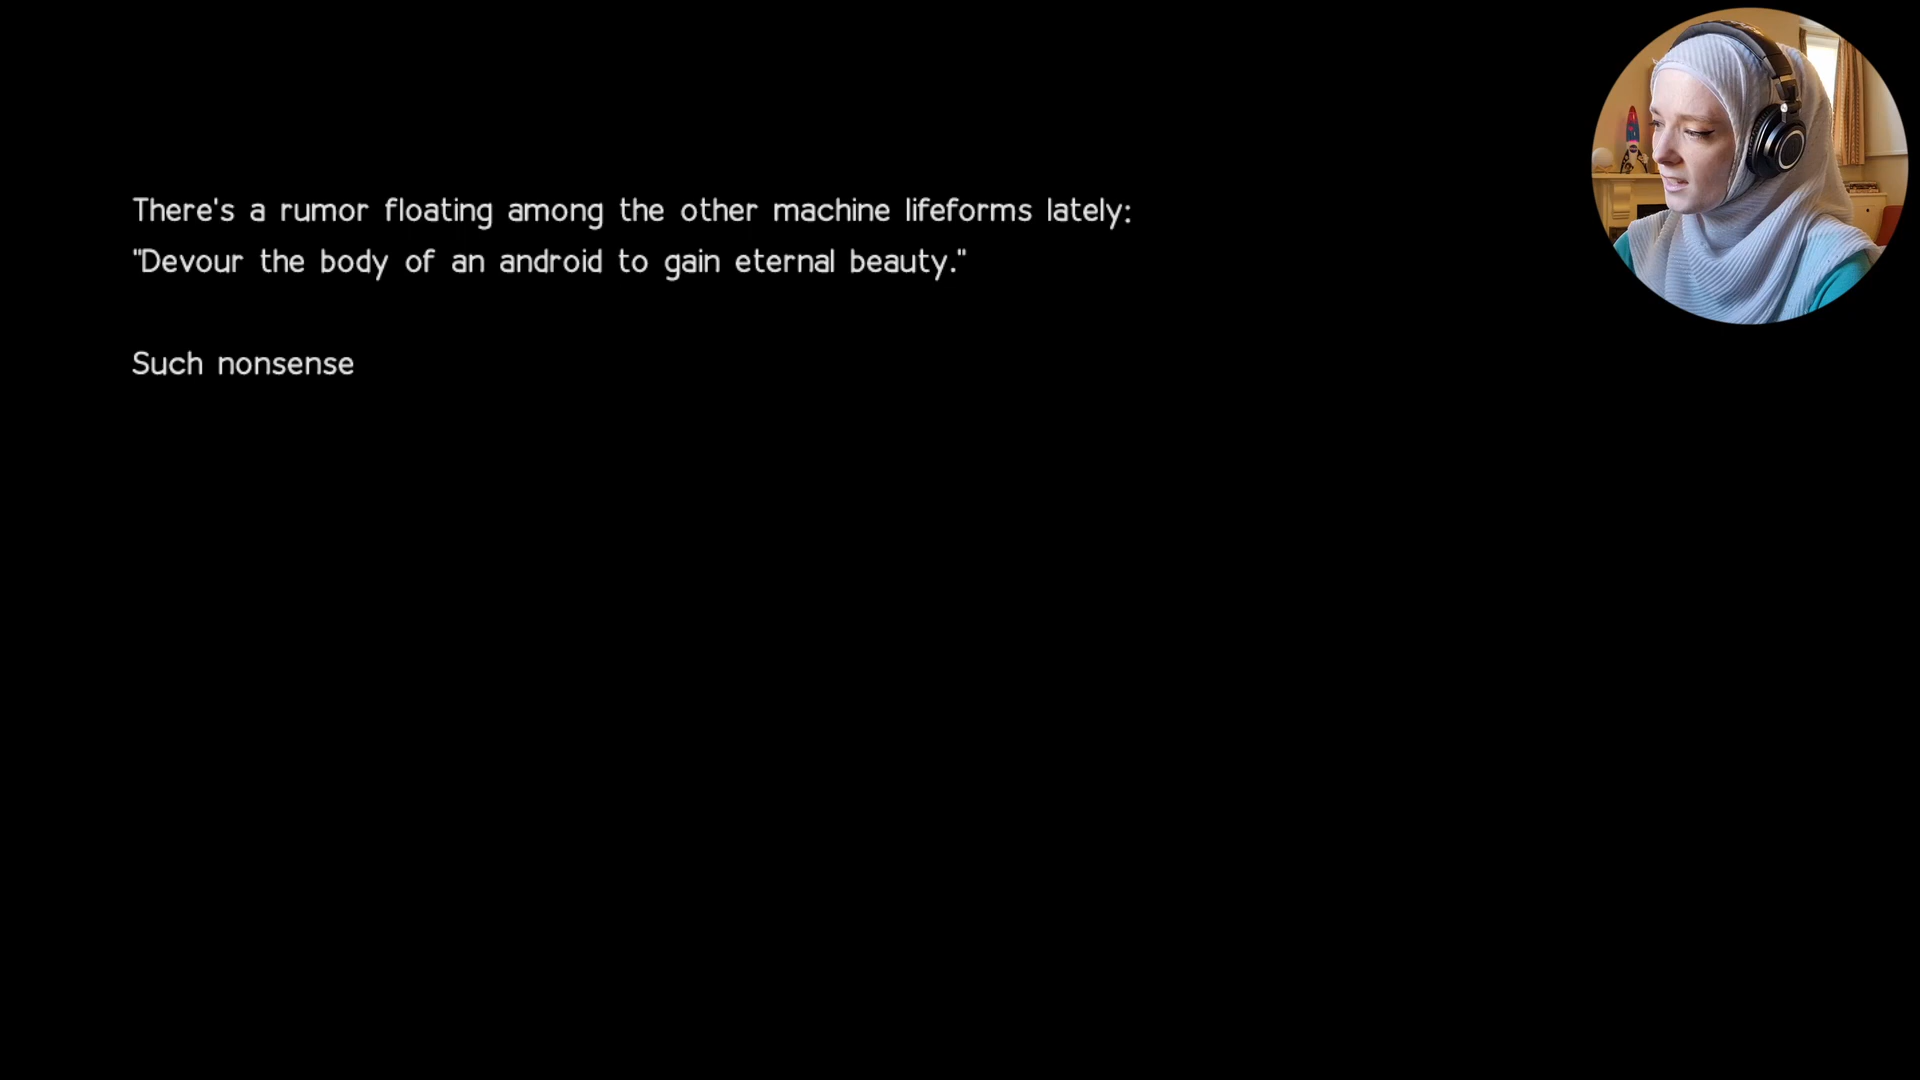 There's a rumor floating among the other machine lifeforms lately:
"Devour the body of an android to gain eternal beauty."
Such nonsense